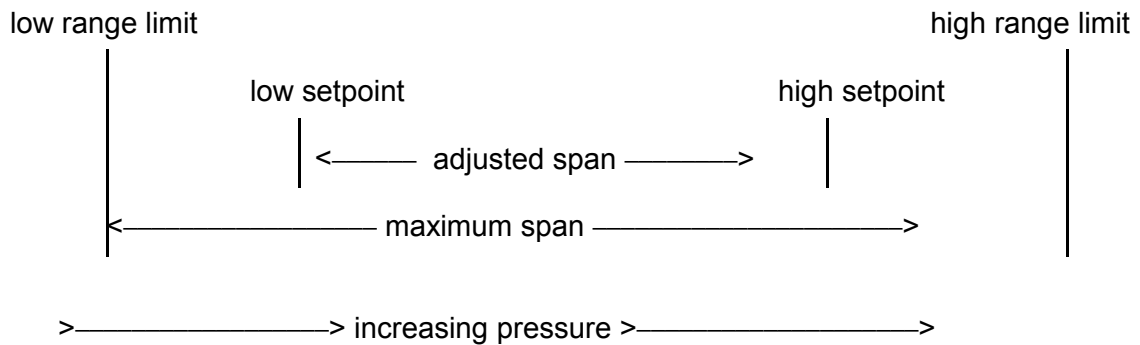 low range limit high range limit
low setpoint high setpoint
<—— adjusted span ———>
<———————— maximum span ——————————>
>————————> increasing pressure >—————————>